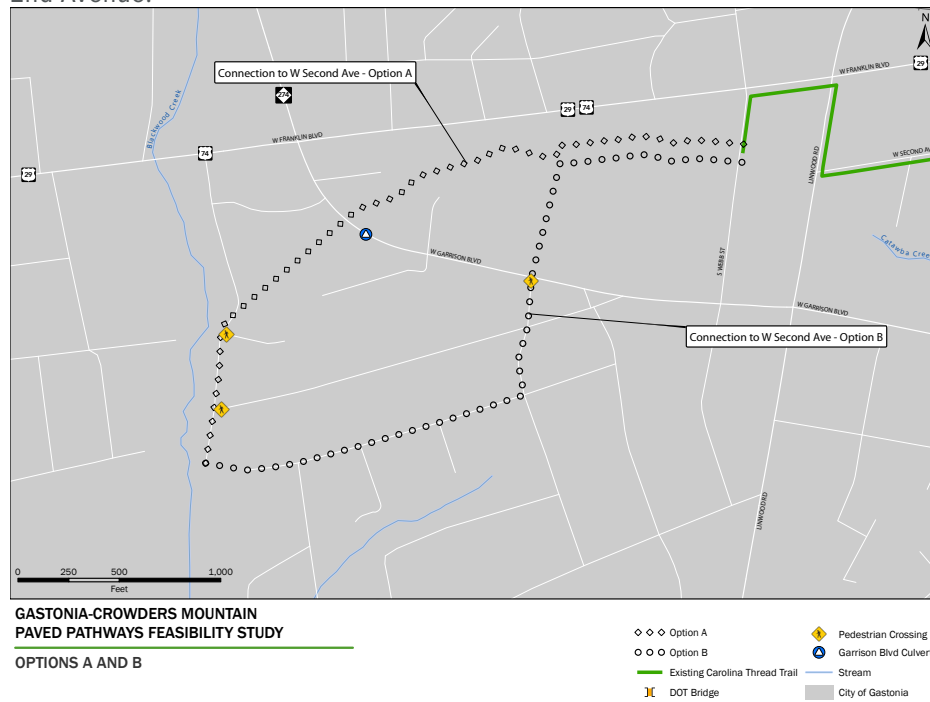 2nd Avenue.
N
Connection to W Second Ave - Option A
W FRANKLIN BLVD
29
274
29 74
Blackwood Creek
W FRANKLIN BLVD
74
LINWOOD RD
W SECOND AV
29
Catawba Cree
W GARRISON BLVD
S WEBB ST
W GARRISON BLVD
Connection to W Second Ave - Option B
LINWOOD RD
0 250 500 1,000
Feet
GASTONIA-CROWDERS MOUNTAIN
PAVED PATHWAYS FEASIBILITY STUDY
OPTIONS A AND B
Option A
Option B
Existing Carolina Thread Trail
DOT Bridge
Pedestrian Crossing
Garrison Blvd Culver
Stream
City of Gastonia